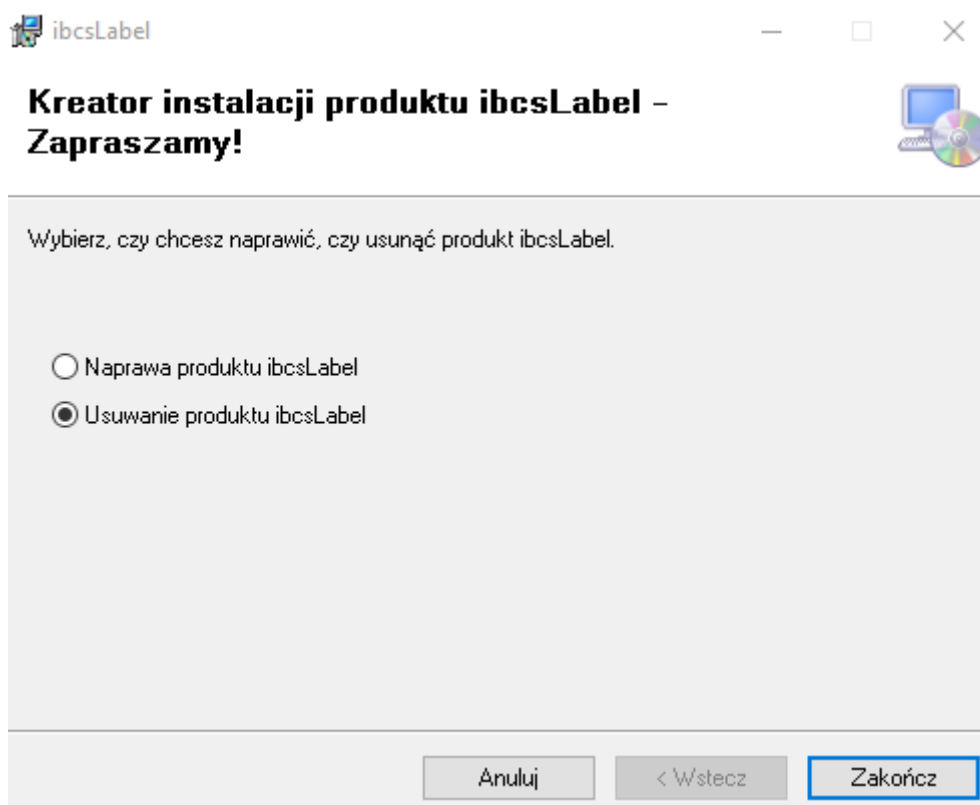 ibcsLabel
Kreator instalacji produktu ibcsLabel –
Zapraszamy!
Wybierz, czy chcesz naprawić, czy usunąć produkt ibcsLabel.
Naprawa produktu ibcsLabel
Usuwanie produktu ibcsLabel
Anuluj
< Wstecz
Zakończ